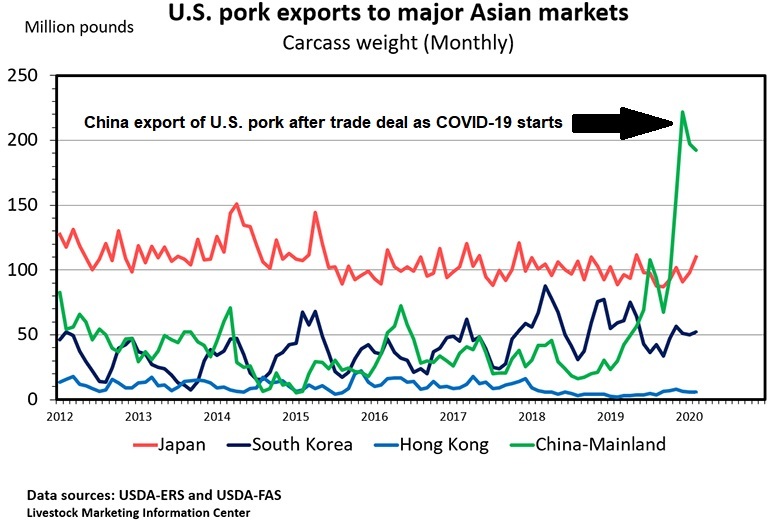 U.S. pork exports to major Asian markets
Million pounds
Carcass weight (Monthly)
250
China export of U.S. pork after trade deal as COVID-19 starts
200
150
100
50
0
2012 2013 2014 2015 2016 2017 2018 2019 2020
Japan South Korea Hong Kong China-Mainland
Data sources: USDA-ERS and USDA-FAS
Livestock Marketing Information Center